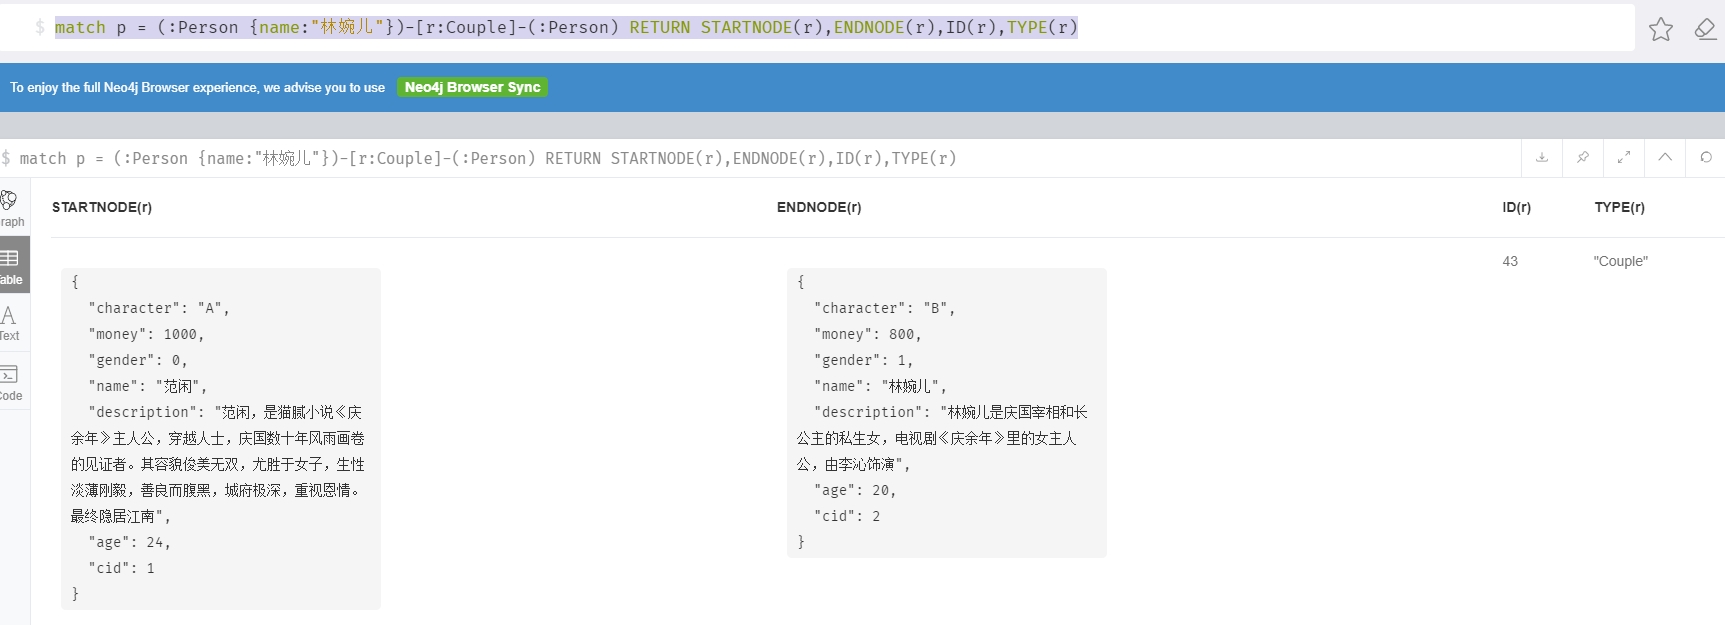 $ match p = (:Person {name:"林婉儿"})-[r:Couple]-(:Person) RETURN STARTNODE(r),ENDNODE(r),ID(r),TYPE(r)
To enjoy the full Neo4j Browser experience, we advise you to use Neo4j Browser Sync
$ match p = (:Person {name:"林婉儿"})-[r:Couple]-(:Person) RETURN STARTNODE(r),ENDNODE(r),ID(r),TYPE(r)
raph
able
Text
Code
STARTNODE(r) ENDNODE(r) ID(r) TYPE(r)
{
"character": "A",
"money": 1000,
"gender": 0,
"name": "范闲",
"description": "范闲，是猫腻小说《庆
余年》主人公，穿越人士，庆国数十年风雨画卷
的见证者。其容貌俊美无双，尤胜于女子，生性
淡薄刚毅，善良而腹黑，城府极深，重视恩情。
最终隐居江南",
"age": 24,
"cid": 1
}
{
"character": "B",
"money": 800,
"gender": 1,
"name": "林婉儿",
"description": "林婉儿是庆国宰相和长
公主的私生女，电视剧《庆余年》里的女主人
公，由李沁饰演",
"age": 20,
"cid": 2
}
43 "Couple"